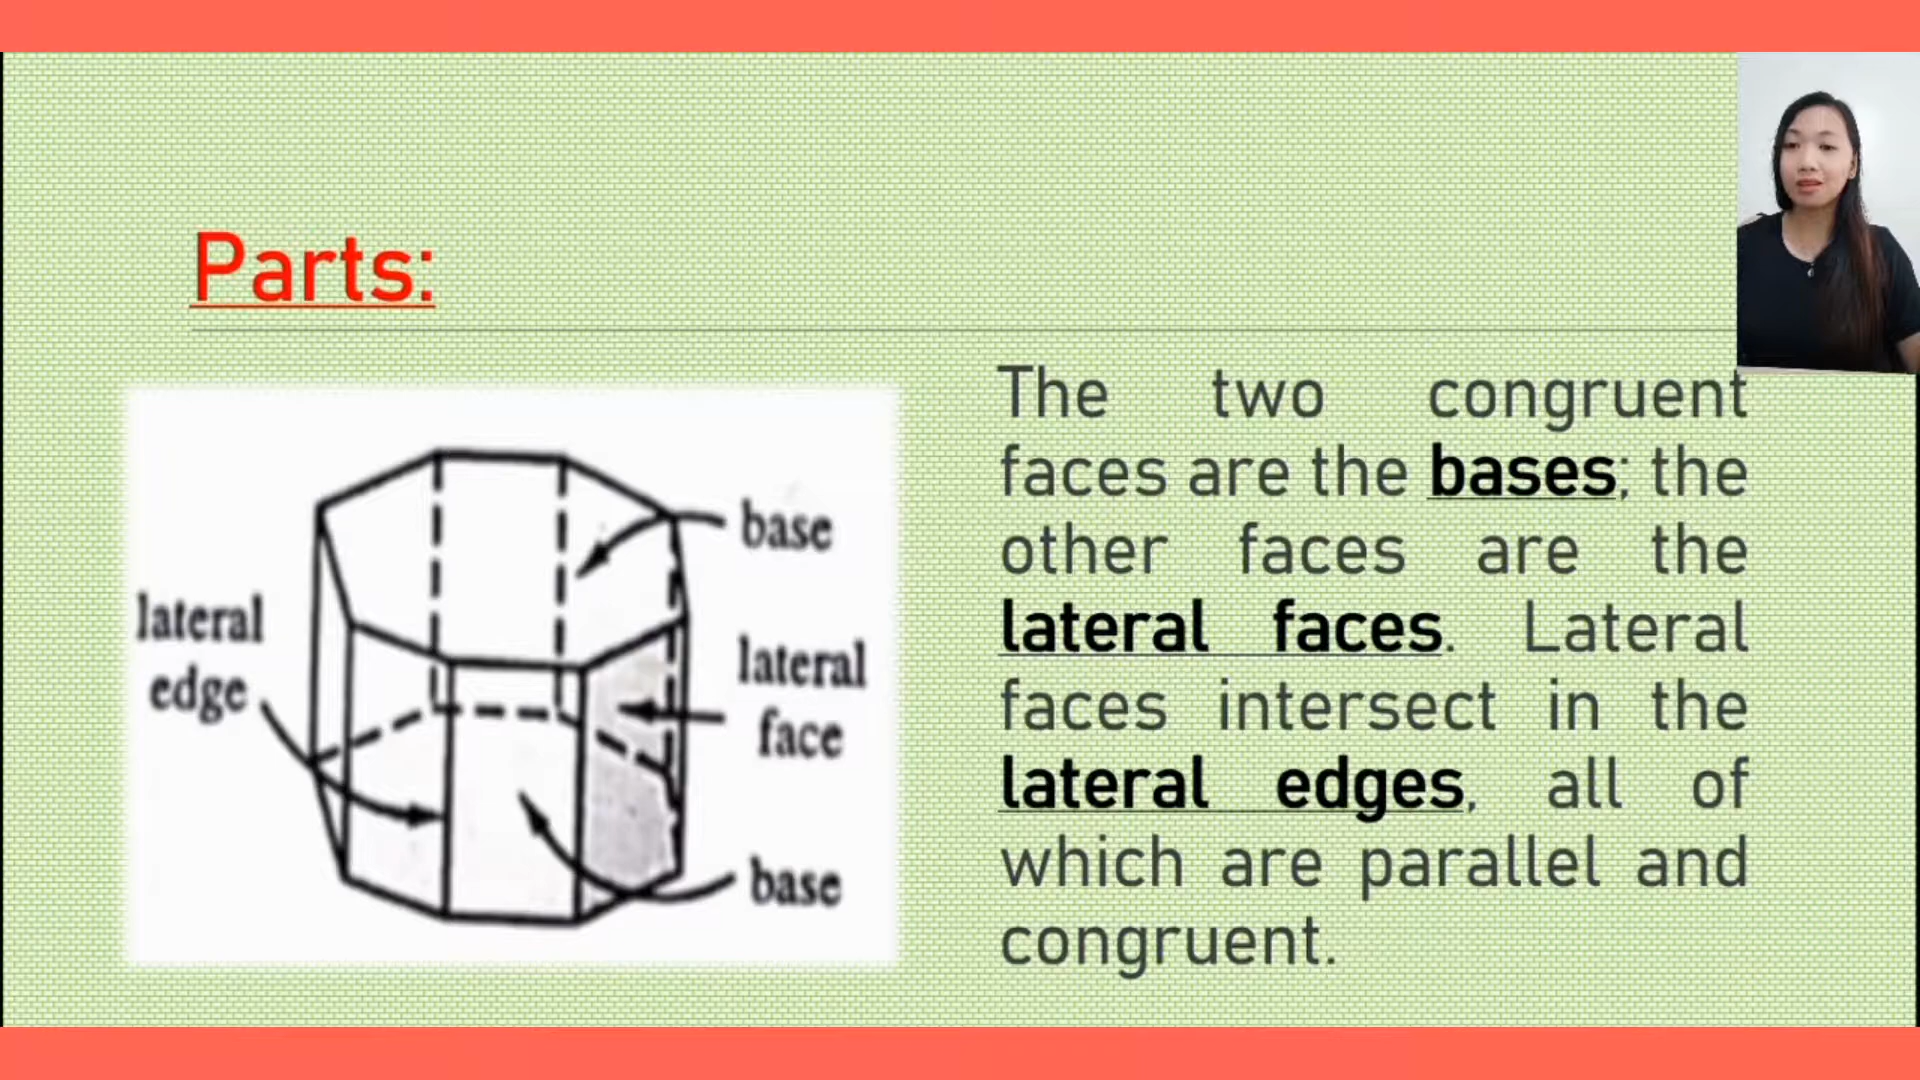 Parts:
base
lateral
edge
lateral
face
base
The two congruent
faces are the bases; the
other faces are the
lateral faces. Lateral
faces intersect in the
lateral edges, all of
which are parallel and
congruent.